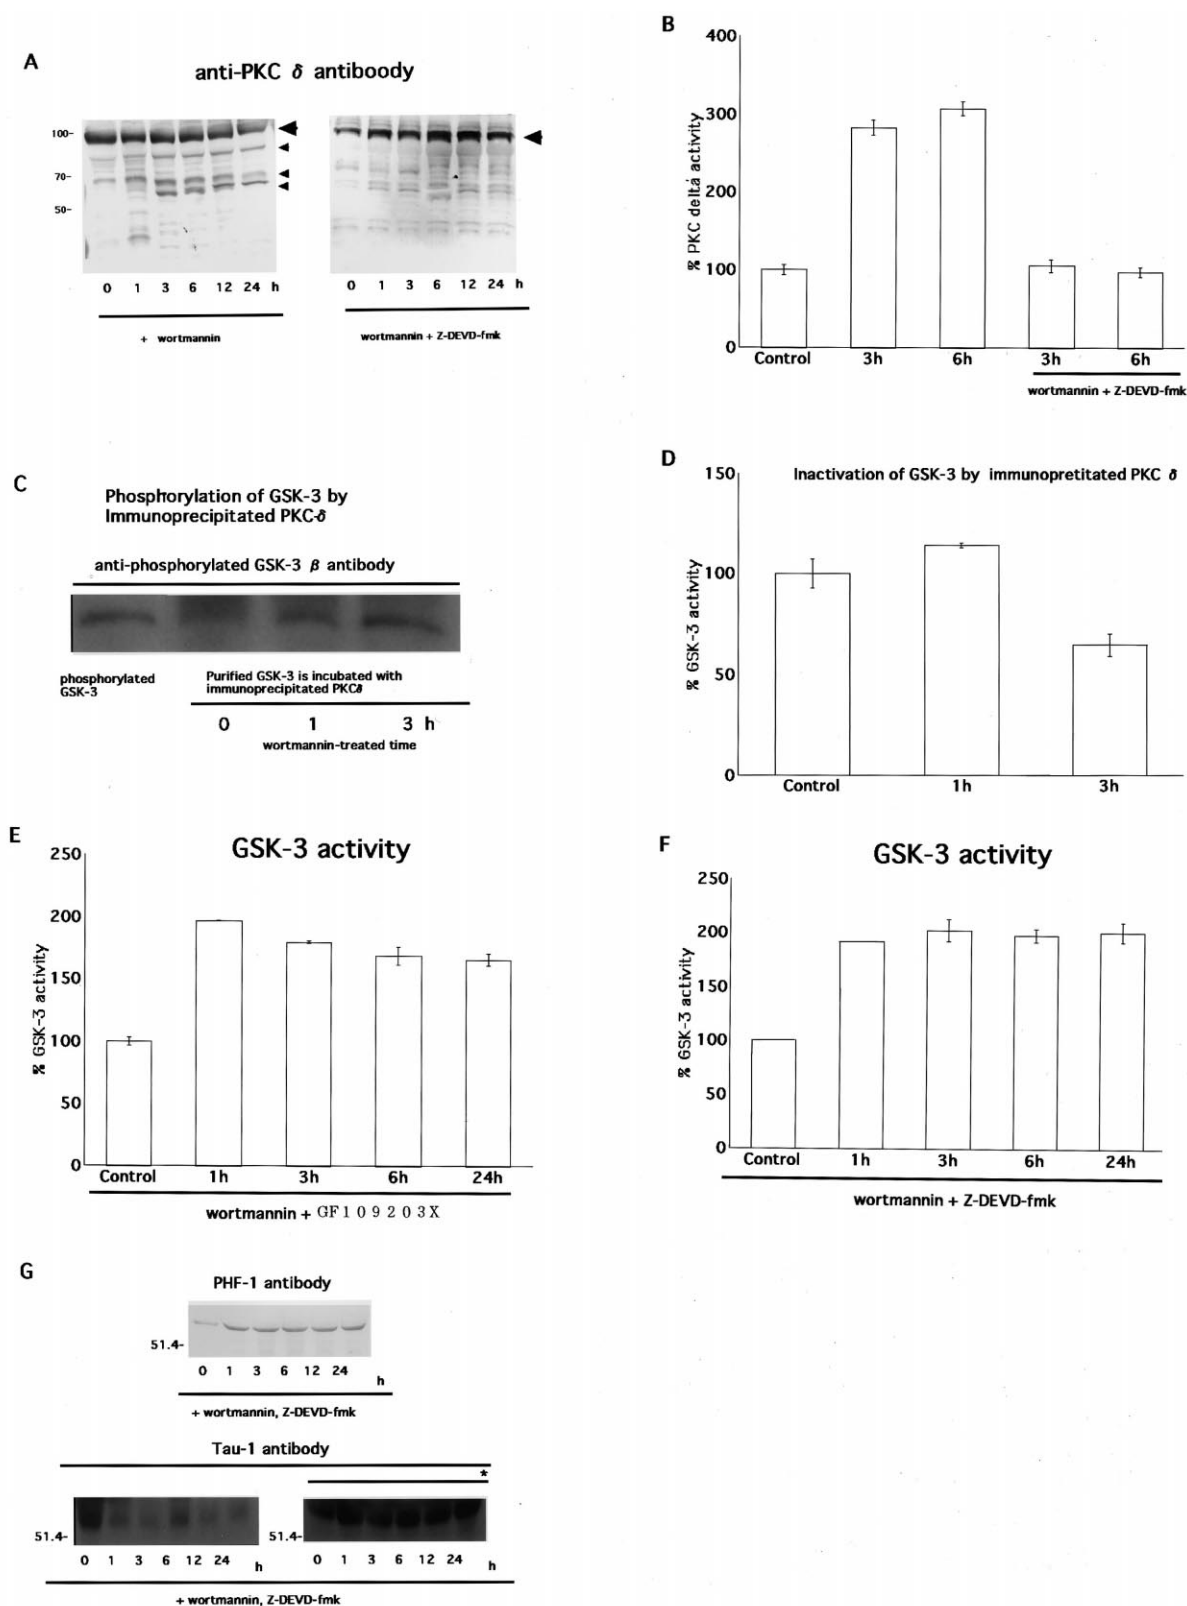 A
anti-PKC δ antiboody
100-
70-
50-
0 1 3 6 12 24 h
+ wortmannin
0 1 3 6 12 24 h
wortmannin + Z-DEVD-fmk
B
% PKC delta activity
400
300
200
100
0
Control 3h 6h 3h 6h
wortmannin + Z-DEVD-fmk
C
Phosphorylation of GSK-3 by
Immunoprecipitated PKC-δ
anti-phosphorylated GSK-3 β antibody
phosphorylated
GSK-3
Purified GSK-3 is incubated with
immunoprecipitated PKCδ
0 1 3 h
wortmannin-treated time
D
Inactivation of GSK-3 by immunopretitated PKC δ
% GSK-3 activity
150
100
50
0
Control 1h 3h
E
GSK-3 activity
% GSK-3 activity
250
200
150
100
50
0
Control 1h 3h 6h 24h
wortmannin + GF109203X
F
GSK-3 activity
% GSK-3 activity
250
200
150
100
50
0
Control 1h 3h 6h 24h
wortmannin + Z-DEVD-fmk
G
PHF-1 antibody
51.4-
0 1 3 6 12 24 h
+ wortmannin, Z-DEVD-fmk
Tau-1 antibody
*
51.4-
0 1 3 6 12 24 h
51.4-
0 1 3 6 12 24 h
+ wortmannin, Z-DEVD-fmk